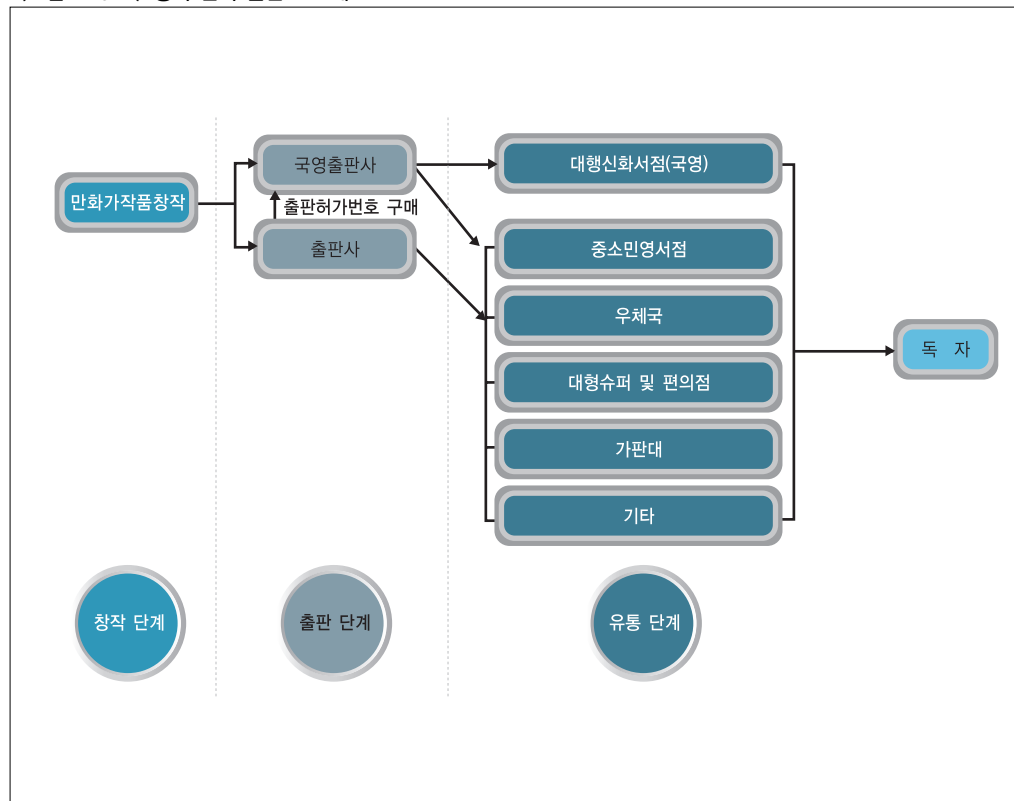 국영출판사
대행신화서점(국영)
만화가작품창작
출판허가번호 구매
출판사
중소민영서점
우체국
독 자
대형슈퍼 및 편의점
가판대
기타
창작 단계
출판 단계
유통 단계